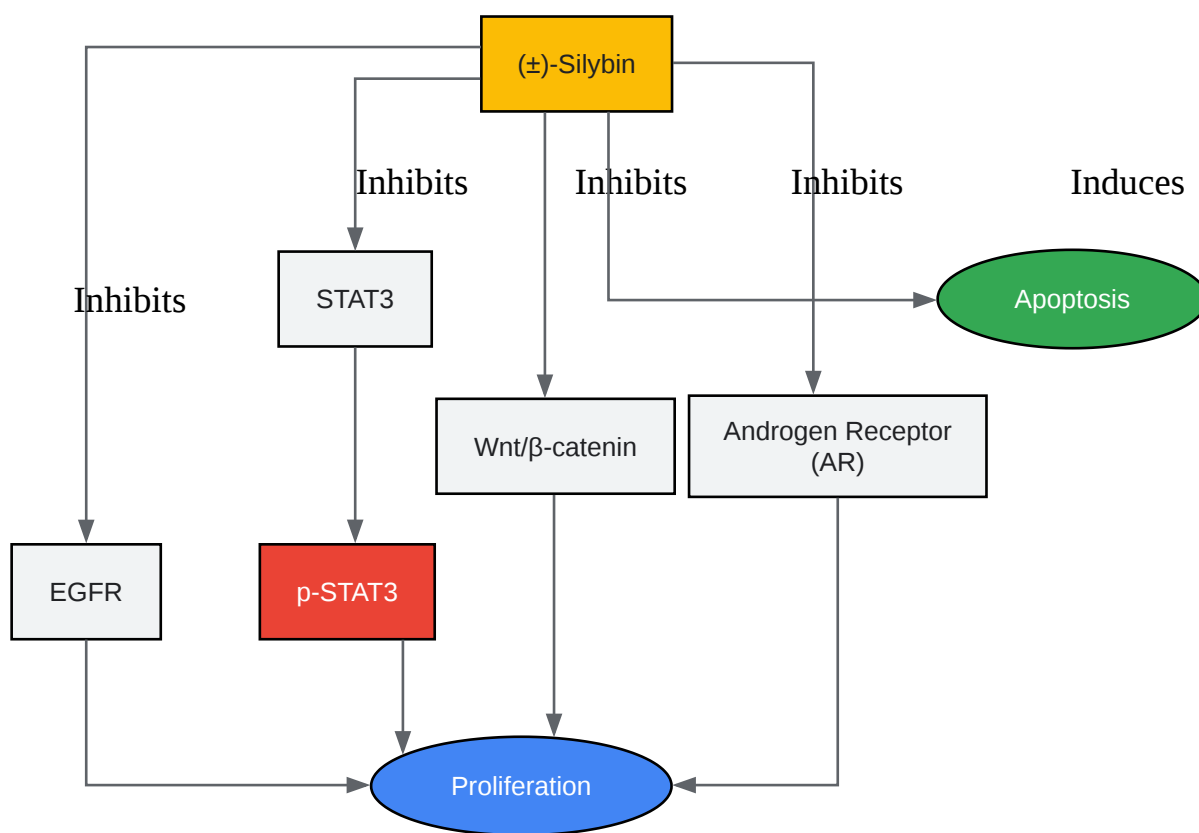 (±)-Silybin
Inhibits
Inhibits
Inhibits
Induces
STAT3
Inhibits
Apoptosis
Wnt/β-catenin
Androgen Receptor
(AR)
EGFR
p-STAT3
Proliferation